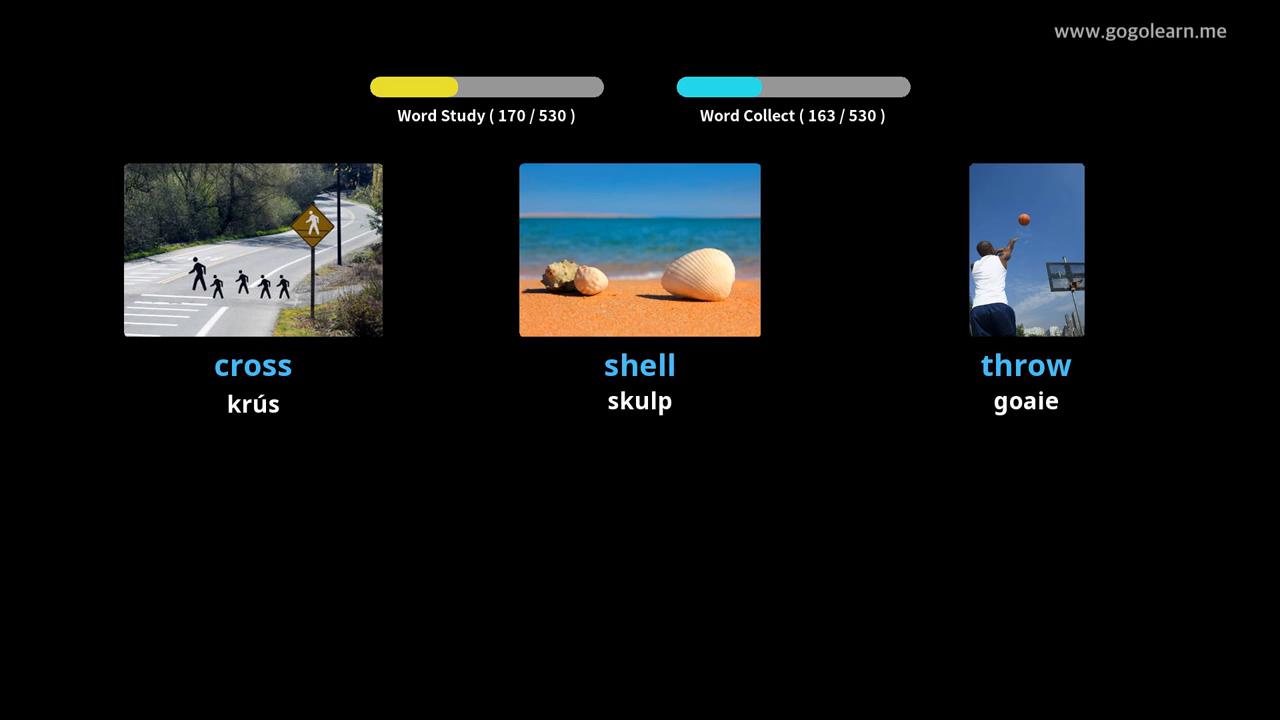 www.gogolearn.me
Word Study ( 170 / 530 )
Word Collect ( 163 / 530 )
cross
krús
shell
skulp
throw
goaie